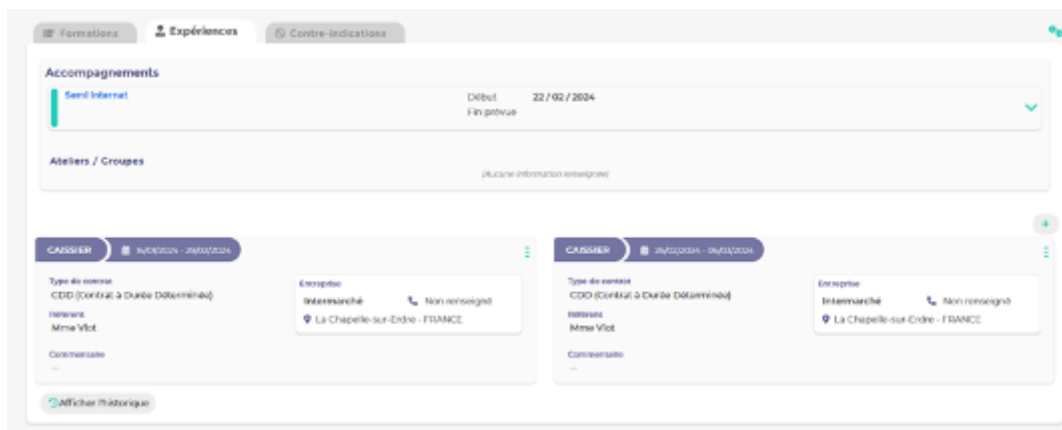 Formations
Expériences
Contre-indications
Accompagnements
Semi Internat
Début 22 / 02 / 2024
Fin prévue
Ateliers / Groupes
(Aucune information renseignée)
CAISSIER
Type de contrat
CDD (Contrat à Durée Déterminée)
Référent
Mme Viot
Commentaire
Entreprise
Intermarché Non renseigné
La Chapelle-sur-Erdre - FRANCE
CAISSIER
Type de contrat
CDD (Contrat à Durée Déterminée)
Référent
Mme Viot
Commentaire
Entreprise
Intermarché Non renseigné
La Chapelle-sur-Erdre - FRANCE
Afficher l'historique